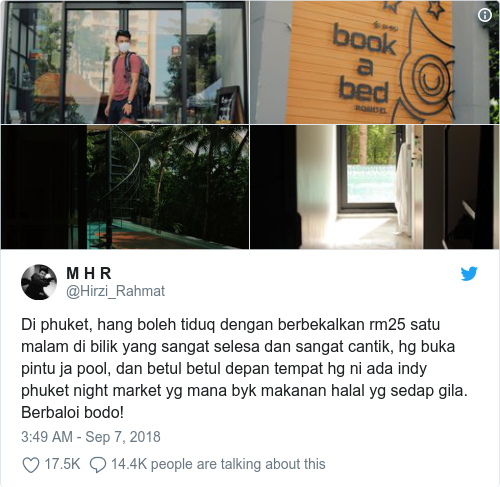 book
a
bed
POSHTEL
M H R
@Hirzi_Rahmat
Di phuket, hang boleh tiduq dengan berbekalkan rm25 satu
malam di bilik yang sangat selesa dan sangat cantik, hg buka
pintu ja pool, dan betul betul depan tempat hg ni ada indy
phuket night market yg mana byk makanan halal yg sedap gila.
Berbaloi bodo!
3:49 AM - Sep 7, 2018
17.5K 14.4K people are talking about this